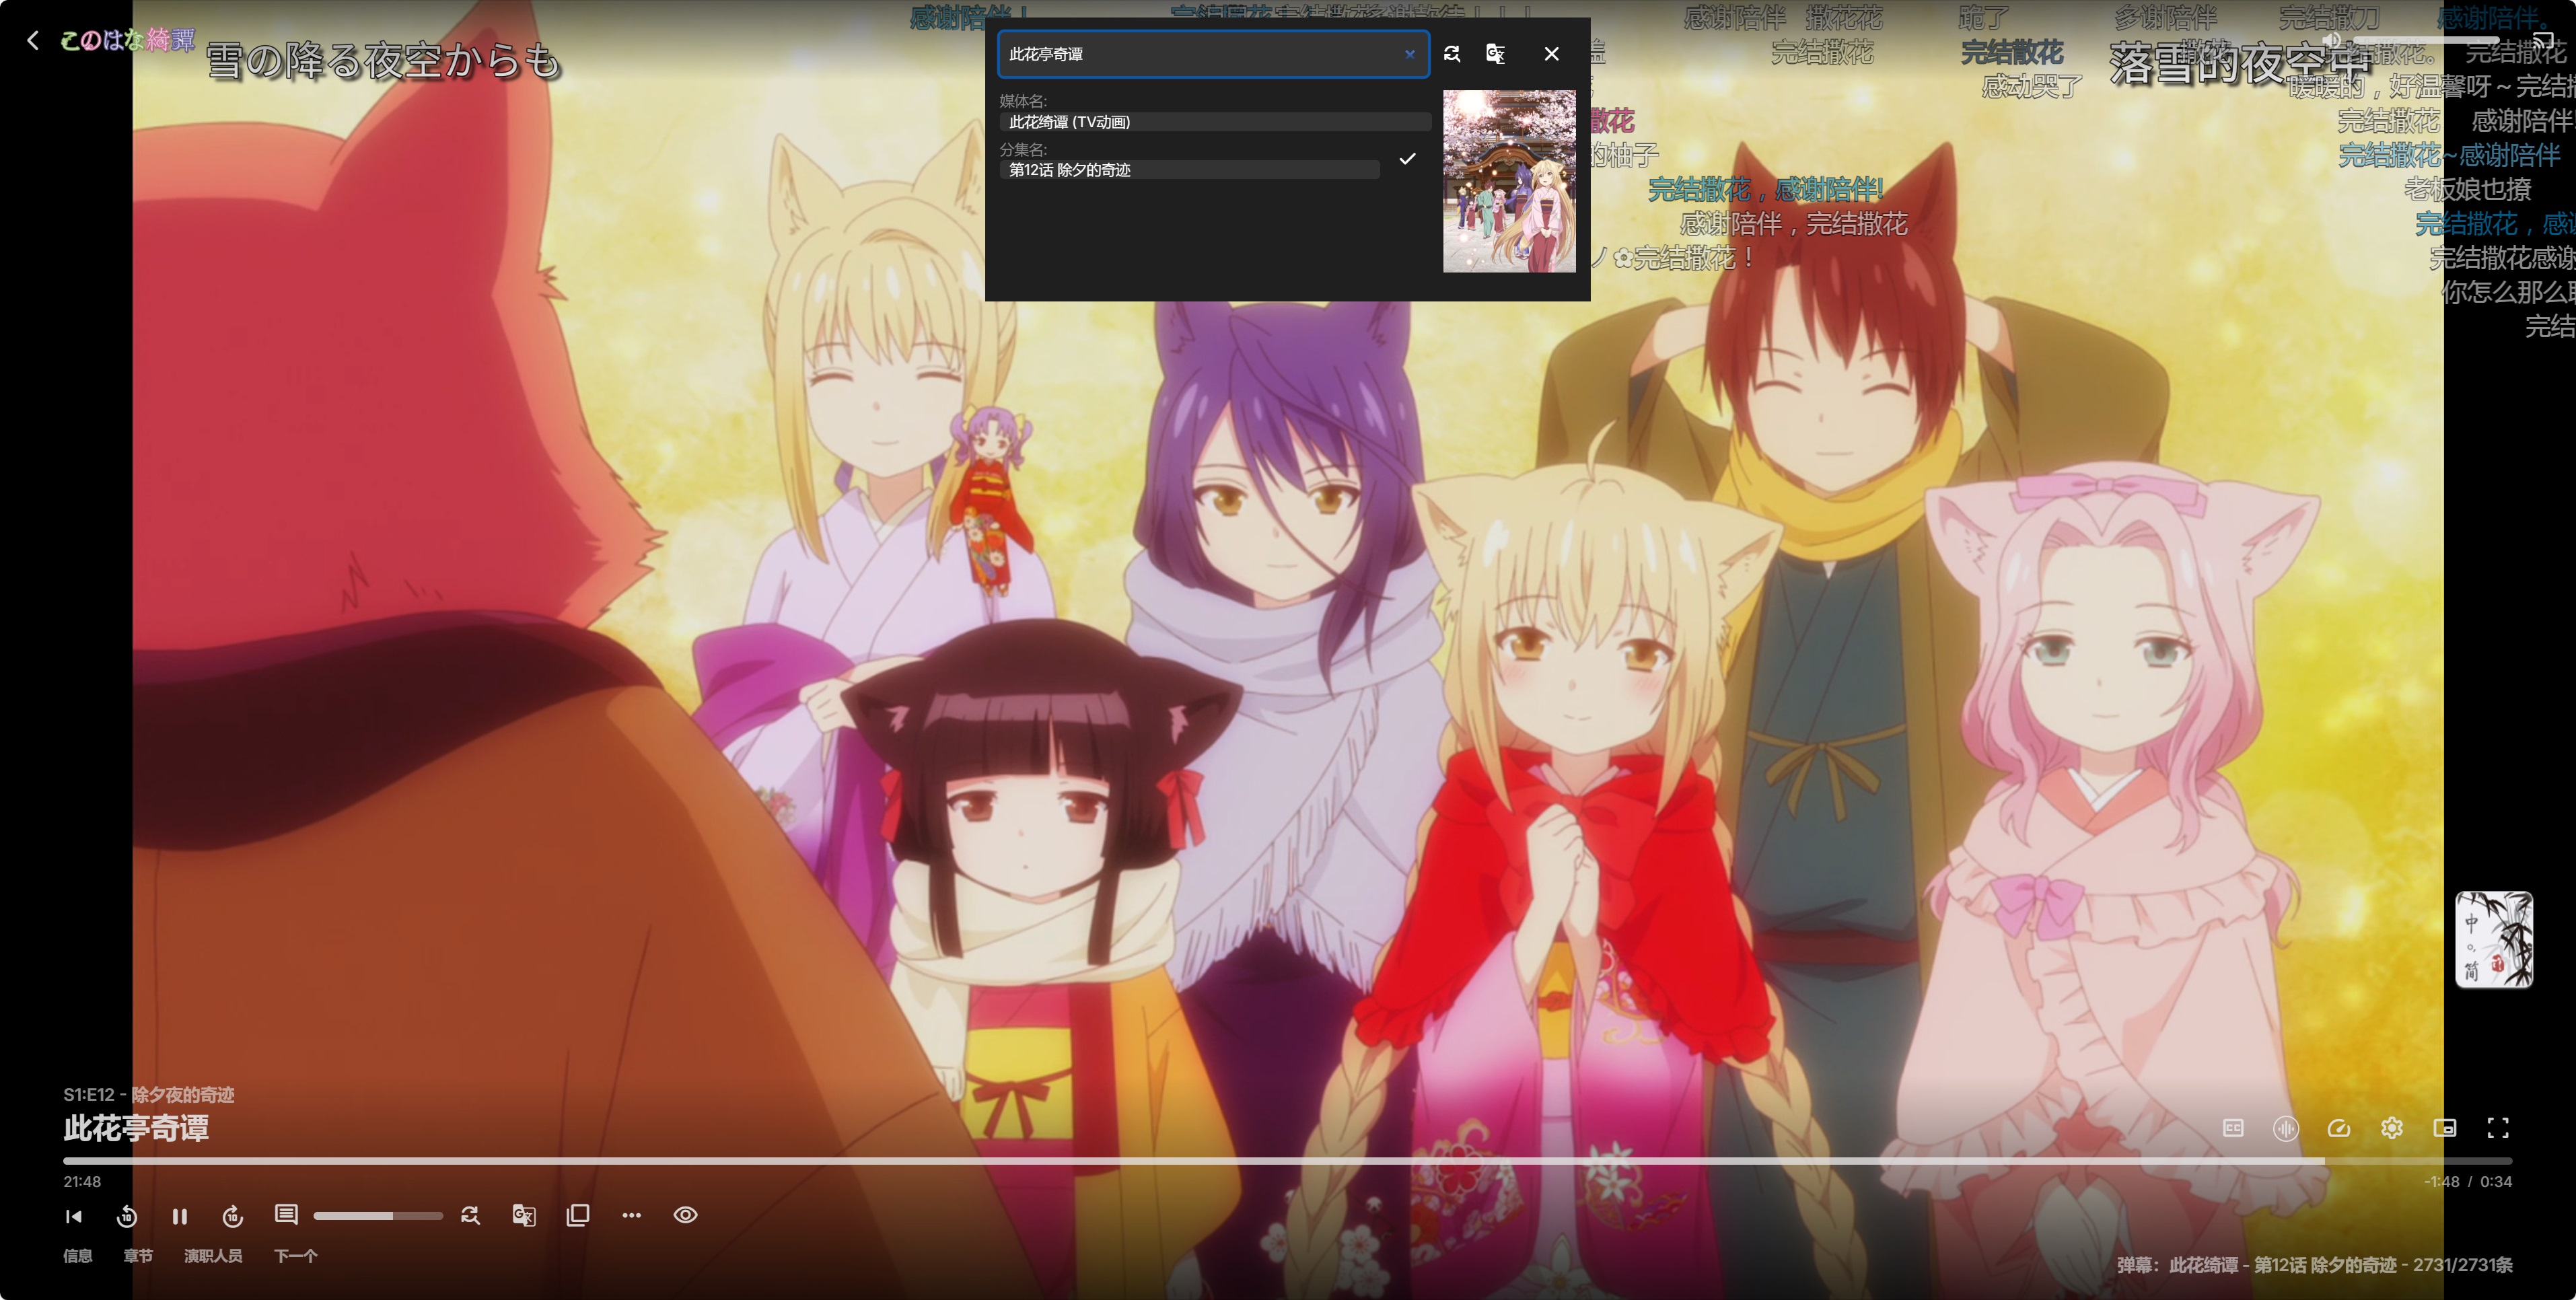 感谢陪伴！
感谢陪伴
撒花花
跪了
多谢陪伴
完结撒刀
感谢陪伴。
このはな綺譚
雪の降る夜空からも
落雪的夜空中
此花亭奇谭
完结撒花
完结散花
完结撒花
感动哭了
暖暖的，好温馨呀～完结
媒体名:
此花绮谭 (TV动画)
撒花
完结撒花
感谢陪伴
分集名:
第12话 除夕的奇迹
的柚子
完结撒花~感谢陪伴
完结撒花，感谢陪伴!
老板娘也撩
感谢陪伴，完结撒花
完结撒花，感
ノ✿完结撒花！
完结撒花感谢
你怎么那么
完结
中
。,
简
S1:E12 - 除夕夜的奇迹
此花亭奇谭
CC
21:48
-1:48 / 0:34
10
10
信息
章节
演职人员
下一个
弹幕：此花绮谭 - 第12话 除夕的奇迹 - 2731/2731条